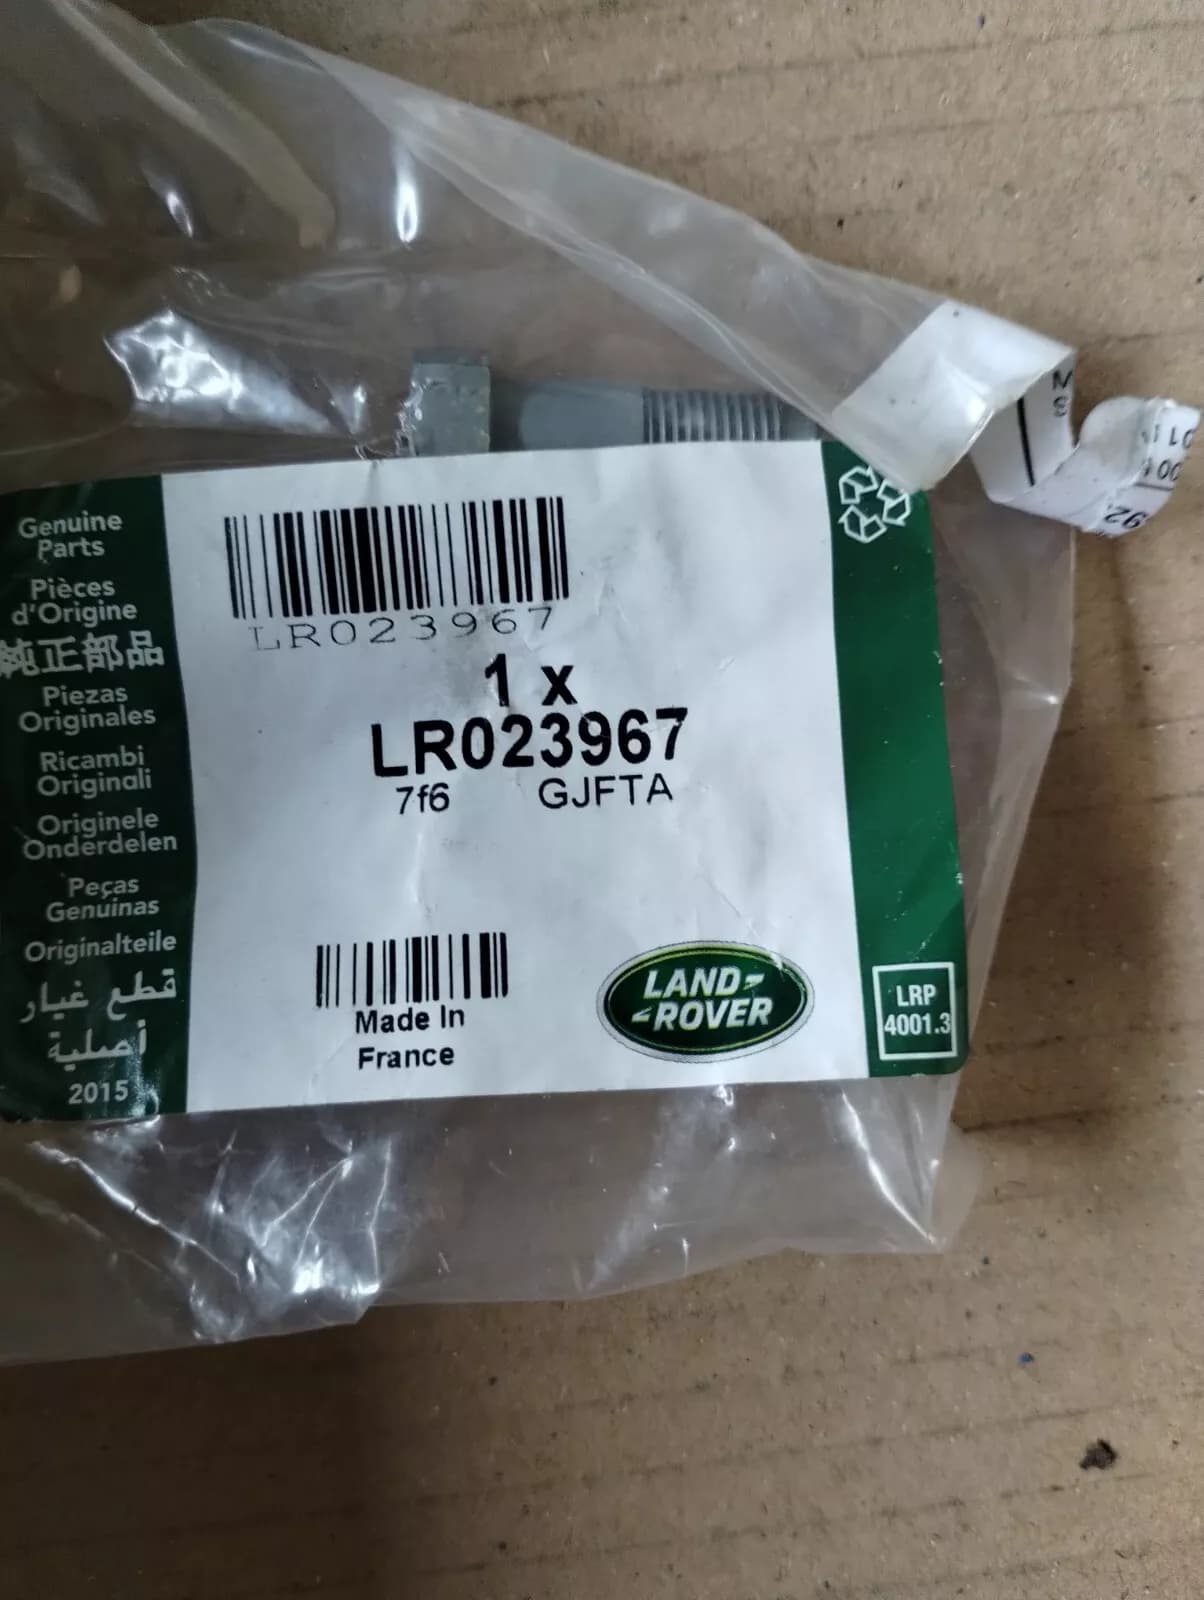 Genuine
Parts
Pièces
d'Origine
純正部品
Piezas
Originales
Ricambi
Originali
Originele
Onderdelen
Peças
Genuinas
Originalteile
قطع غيار
أصلية
2015
LR023967
1 x
LR023967
7f6 GJFTA
Made In
France
LAND-
-ROVER
LRP
4001.3